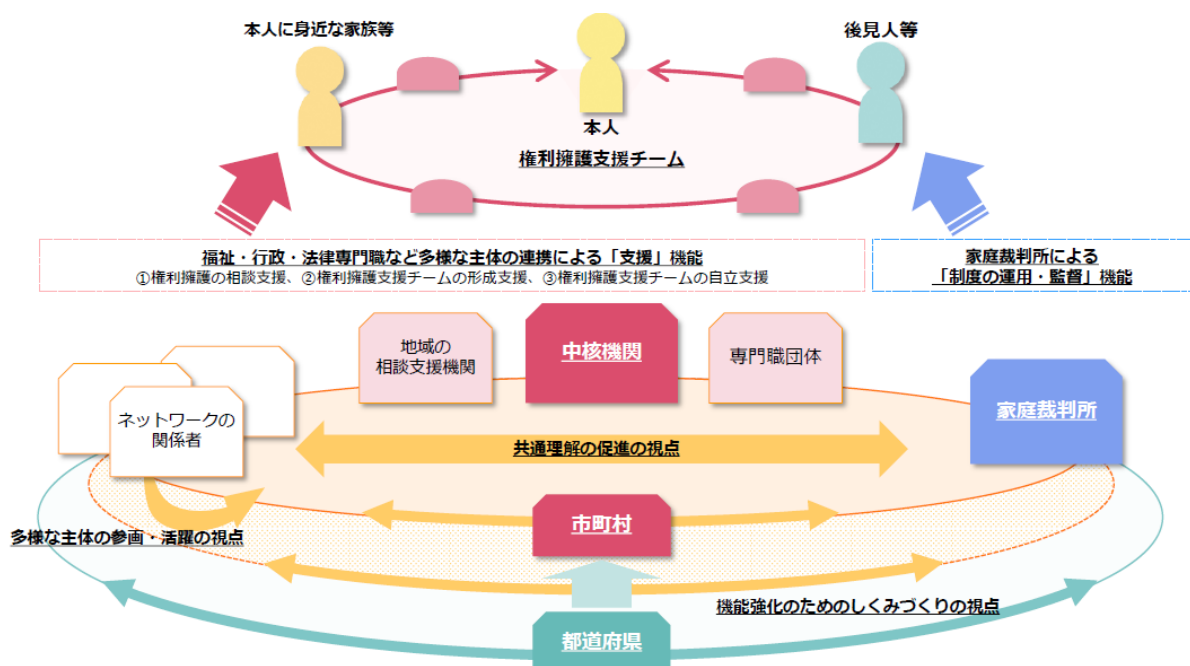 本人に身近な家族等
後見人等
本人
権利擁護支援チーム
福祉・行政・法律専門職など多様な主体の連携による「支援」機能
①権利擁護の相談支援、②権利擁護支援チームの形成支援、③権利擁護支援チームの自立支援
家庭裁判所による
「制度の運用・監督」機能
地域の
相談支援機関
中核機関
専門職団体
ネットワークの
関係者
家庭裁判所
共通理解の促進の視点
市町村
多様な主体の参画・活躍の視点
機能強化のためのしくみづくりの視点
都道府県